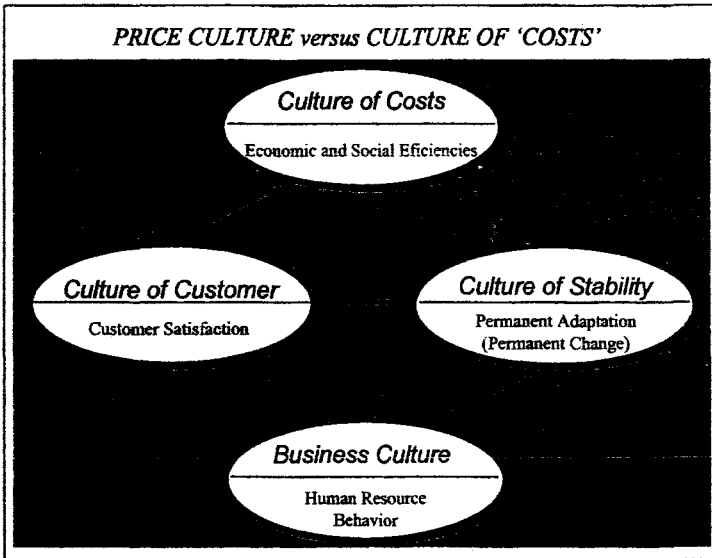 PRICE CULTURE versus CULTURE OF 'COSTS'
Culture of Costs
Economic and Social Eficiencies
Culture of Customer
Customer Satisfaction
Culture of Stability
Permanent Adaptation
(Permanent Change)
Business Culture
Human Resource
Behavior